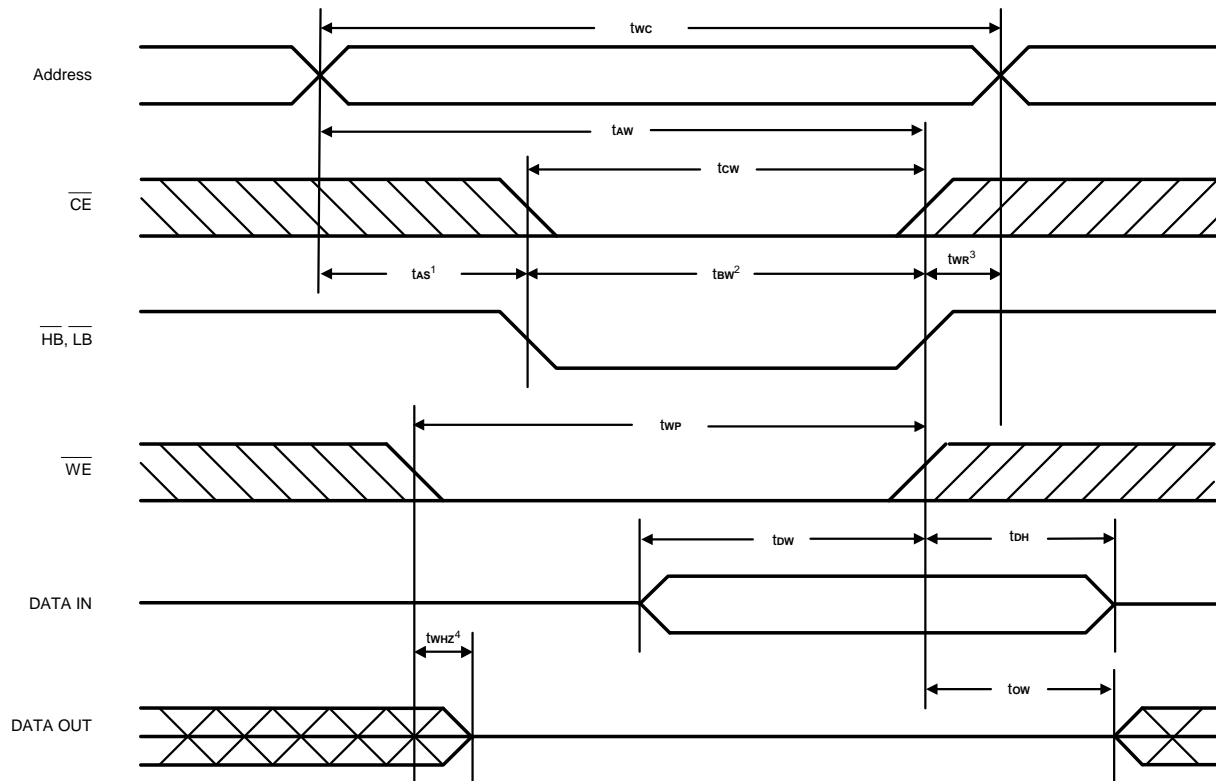 tWC
Address
tAW
tCW
CE
tAS1
tBW2
tWR3
HB, LB
tWP
WE
tDW
tDH
DATA IN
tWHZ4
tOW
DATA OUT